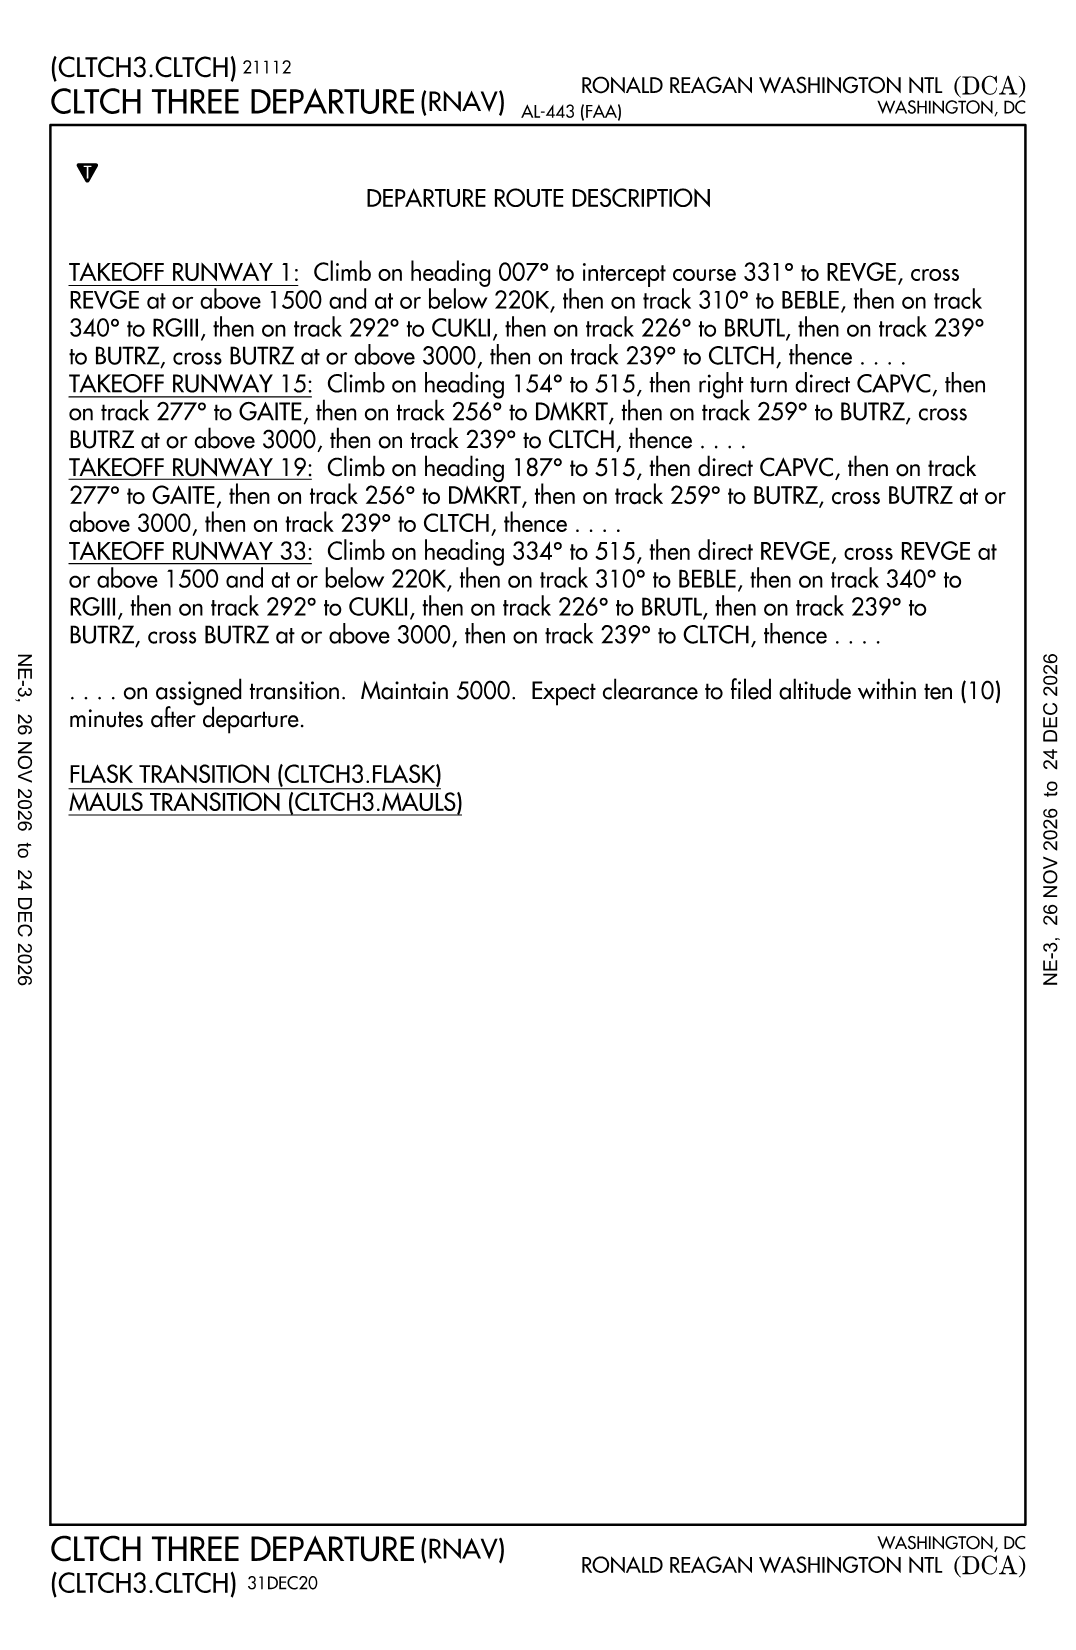 (CLTCH3.CLTCH) 21112
CLTCH THREE DEPARTURE (RNAV)
AL-443 (FAA)
RONALD REAGAN WASHINGTON NTL (DCA)
WASHINGTON, DC
T
DEPARTURE ROUTE DESCRIPTION
TAKEOFF RUNWAY 1: Climb on heading 007° to intercept course 331° to REVGE, cross
REVGE at or above 1500 and at or below 220K, then on track 310° to BEBLE, then on track
340° to RGIII, then on track 292° to CUKLI, then on track 226° to BRUTL, then on track 239°
to BUTRZ, cross BUTRZ at or above 3000, then on track 239° to CLTCH, thence . . . .
TAKEOFF RUNWAY 15: Climb on heading 154° to 515, then right turn direct CAPVC, then
on track 277° to GAITE, then on track 256° to DMKRT, then on track 259° to BUTRZ, cross
BUTRZ at or above 3000, then on track 239° to CLTCH, thence . . . .
TAKEOFF RUNWAY 19: Climb on heading 187° to 515, then direct CAPVC, then on track
277° to GAITE, then on track 256° to DMKRT, then on track 259° to BUTRZ, cross BUTRZ at or
above 3000, then on track 239° to CLTCH, thence . . . .
TAKEOFF RUNWAY 33: Climb on heading 334° to 515, then direct REVGE, cross REVGE at
or above 1500 and at or below 220K, then on track 310° to BEBLE, then on track 340° to
RGIII, then on track 292° to CUKLI, then on track 226° to BRUTL, then on track 239° to
BUTRZ, cross BUTRZ at or above 3000, then on track 239° to CLTCH, thence . . . .
. . . . on assigned transition. Maintain 5000. Expect clearance to filed altitude within ten (10)
minutes after departure.
FLASK TRANSITION (CLTCH3.FLASK)
MAULS TRANSITION (CLTCH3.MAULS)
NE-3, 26 NOV 2026 to 24 DEC 2026
NE-3, 26 NOV 2026 to 24 DEC 2026
CLTCH THREE DEPARTURE (RNAV)
(CLTCH3.CLTCH) 31DEC20
WASHINGTON, DC
RONALD REAGAN WASHINGTON NTL (DCA)